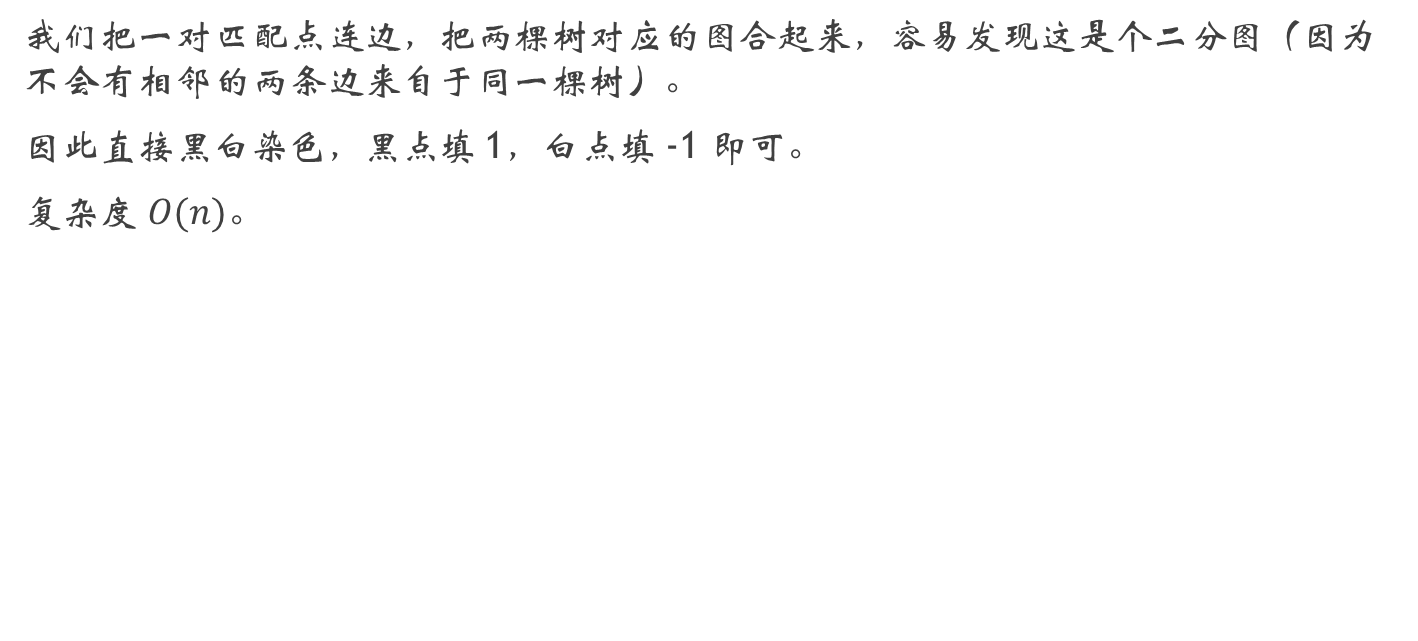 我们把一对匹配点连边，把两棵树对应的图合起来，容易发现这是个二分图（因为
不会有相邻的两条边来自于同一棵树）。
因此直接黑白染色，黑点填 1，白点填 -1 即可。
复杂度 O(n)。